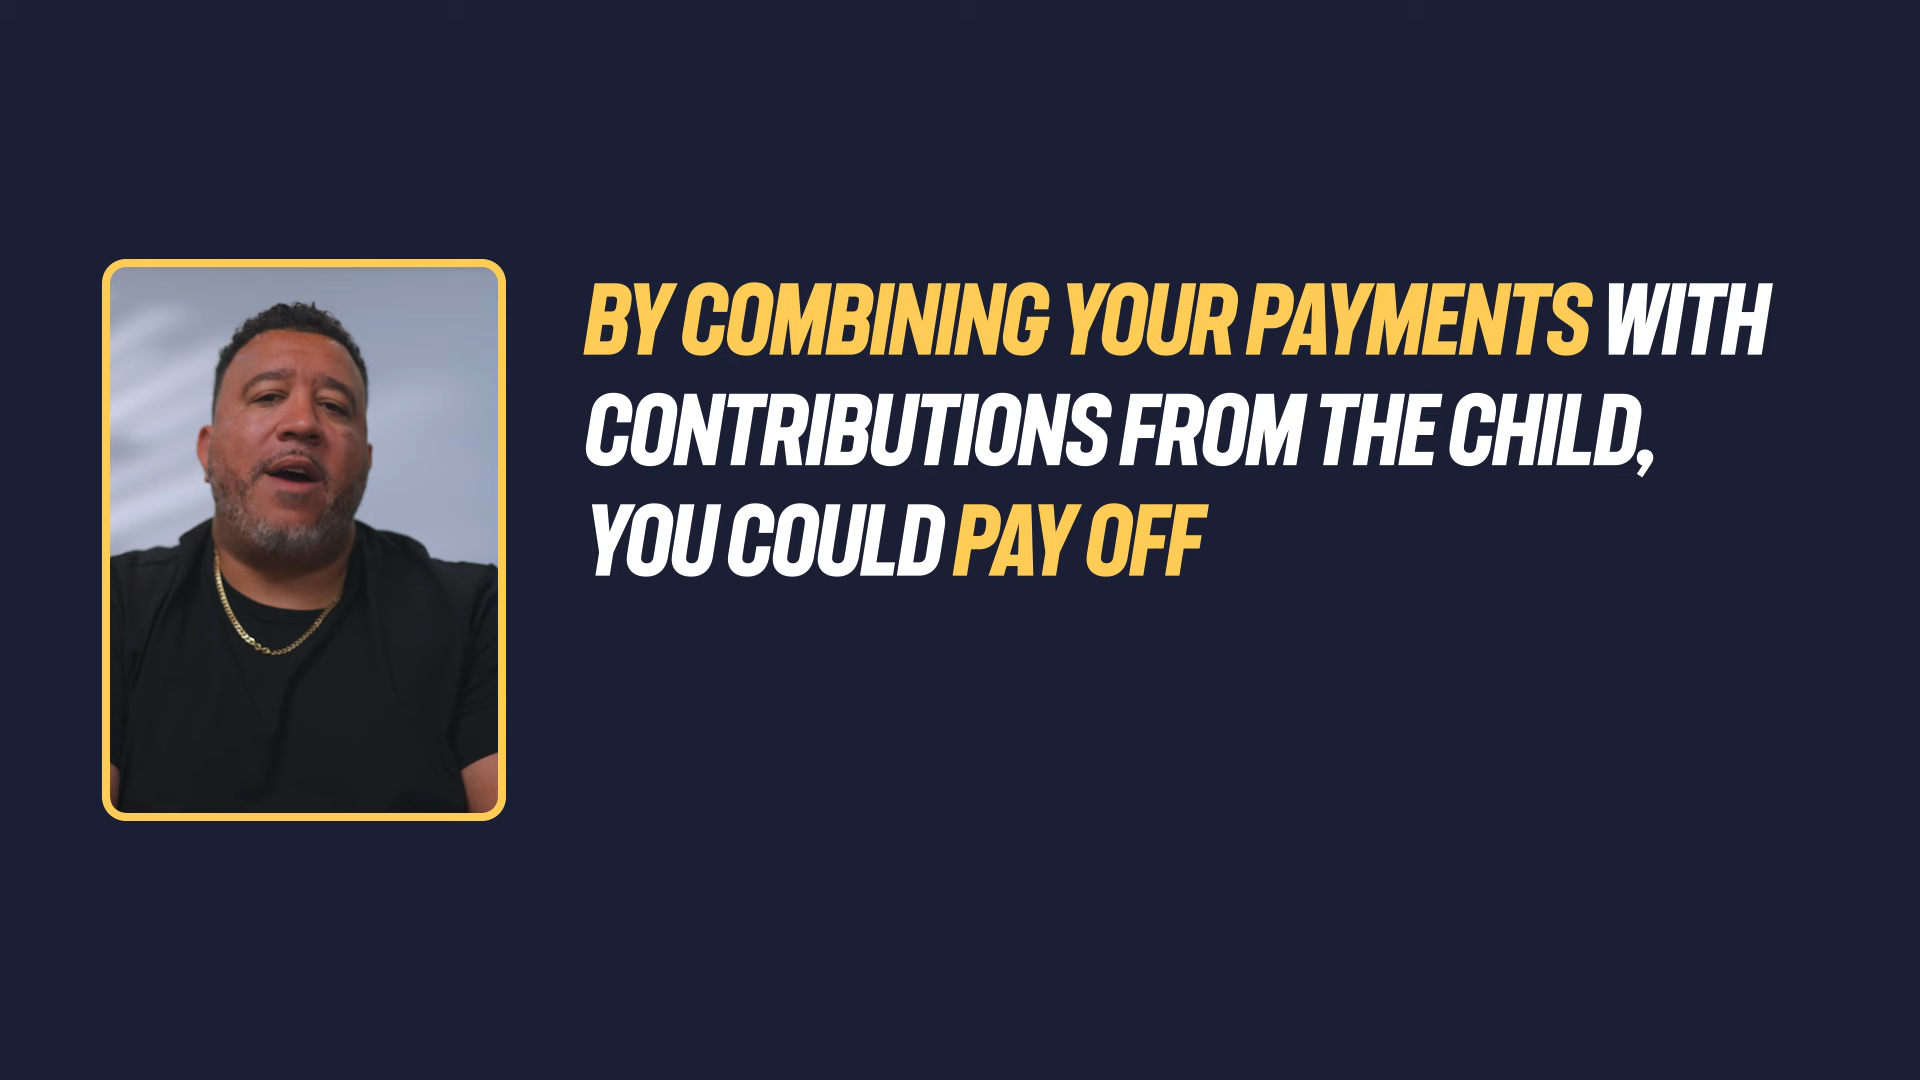 BY COMBINING YOUR PAYMENTS WITH
CONTRIBUTIONS FROM THE CHILD,
YOU COULD PAY OFF